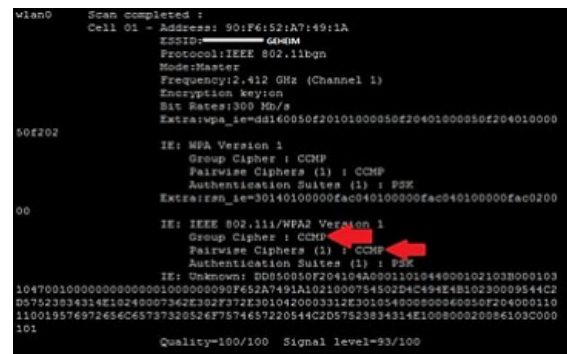 wlan0 Scan completed :
Cell 01 - Address: 90:F6:52:A7:49:1A
ESSID: GEHEIM
Protocol:IEEE 802.11bgn
Mode:Master
Frequency:2.412 GHz (Channel 1)
Encryption key:on
Bit Rates:300 Mb/s
Extra:wpa_ie=dd160050f20101000050f20401000050f204010000
50f202
IE: WPA Version 1
Group Cipher : CCMP
Pairwise Ciphers (1) : CCMP
Authentication Suites (1) : PSK
Extra:rsn_ie=30140100000fac040100000fac040100000fac0200
00
IE: IEEE 802.11i/WPA2 Version 1
Group Cipher : CCMP
Pairwise Ciphers (1) : CCMP
Authentication Suites (1) : PSK
IE: Unknown:
101
Quality=100/100 Signal level=93/100